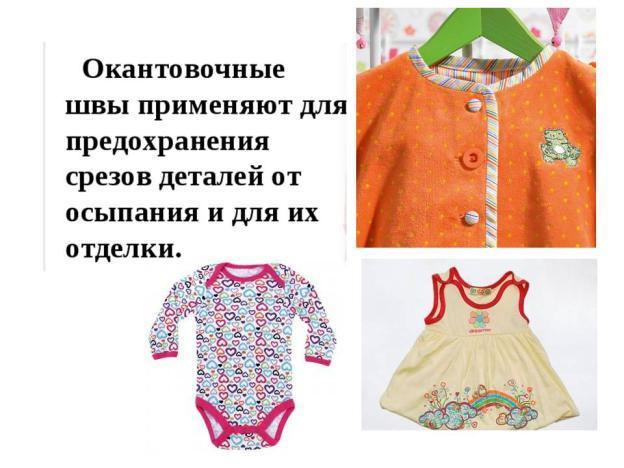 Окантовочные
швы применяют для
предохранения
срезов деталей от
осыпания и для их
отделки.